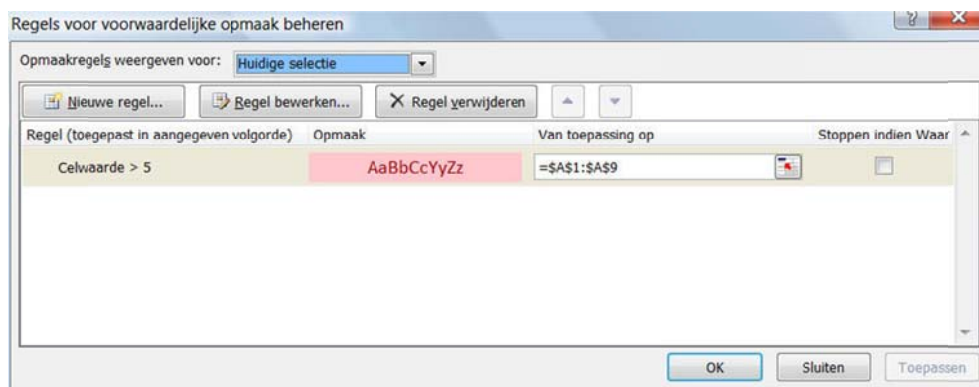 Regels voor voorwaardelijke opmaak beheren
Opmaakregels weergeven voor: Huidige selectie
Nieuwe regel... Regel bewerken... Regel verwijderen
Regel (toegepast in aangegeven volgorde) Opmaak Van toepassing op Stoppen indien Waar
Celwaarde > 5 AaBbCcYyZz =$A$1:$A$9
OK Sluiten Toepassen